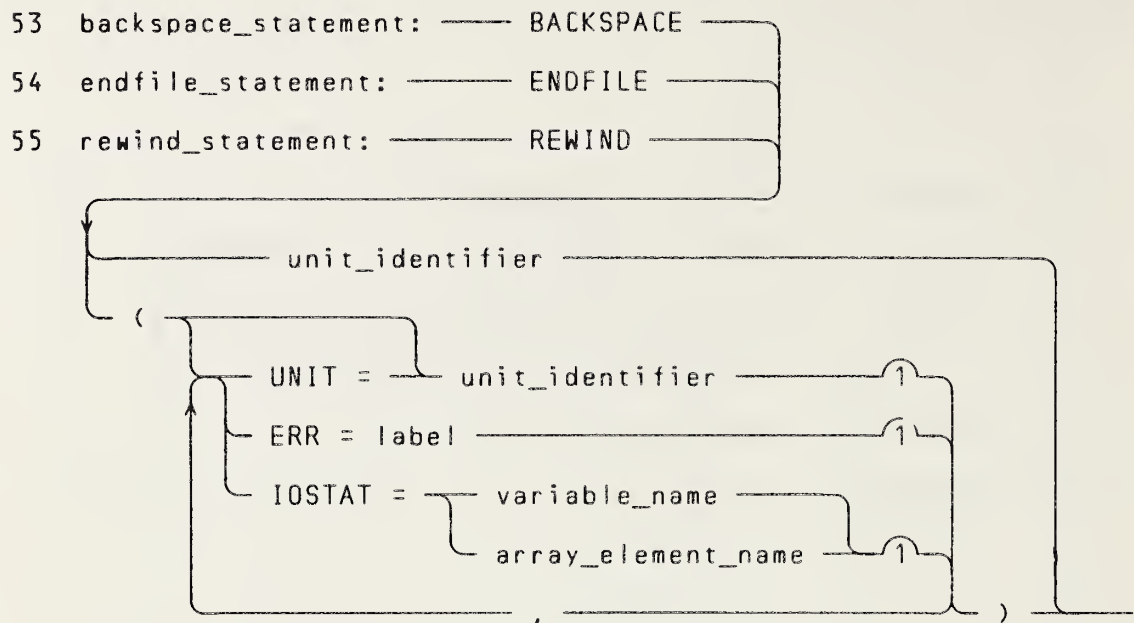 53 backspace_statement: BACKSPACE
54 endfile_statement: ENDFILE
55 rewind_statement: REWIND
unit_identifier
(
UNIT = unit_identifier 1
ERR = label 1
IOSTAT = variable_name
array_element_name 1
, )